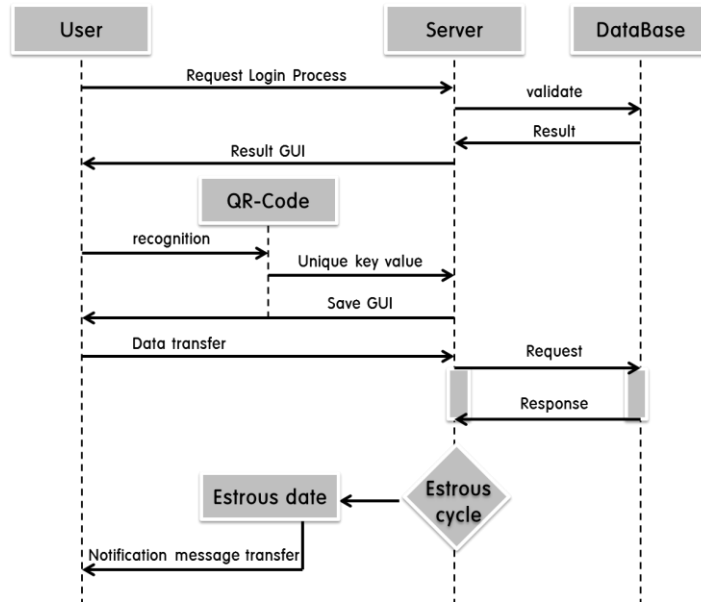 User
Server
DataBase
Request Login Process
validate
Result
Result GUI
QR-Code
recognition
Unique key value
Save GUI
Data transfer
Request
Response
Estrous date
Estrous
cycle
Notification message transfer